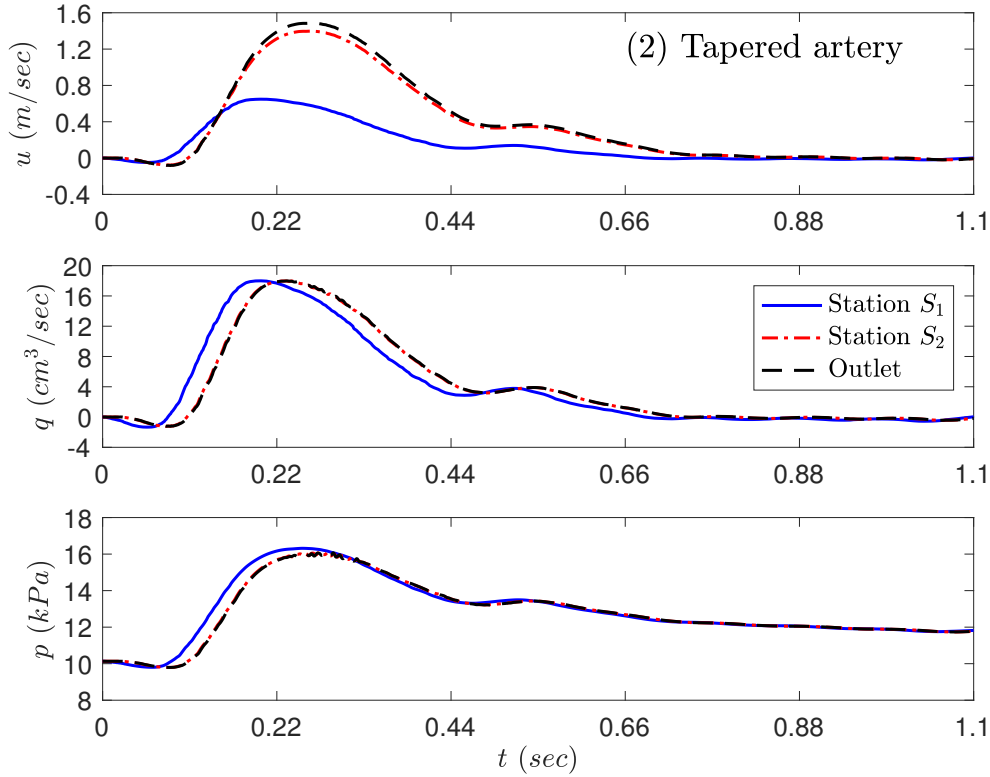 1.6
1.2
0.8
0.4
0
-0.4
u (m/sec)
(2) Tapered artery
0 0.22 0.44 0.66 0.88 1.1
20
16
12
8
4
0
-4
q (cm³/sec)
Station S₁
Station S₂
Outlet
0 0.22 0.44 0.66 0.88 1.1
18
16
14
12
10
8
p (kPa)
0 0.22 0.44 0.66 0.88 1.1
t (sec)